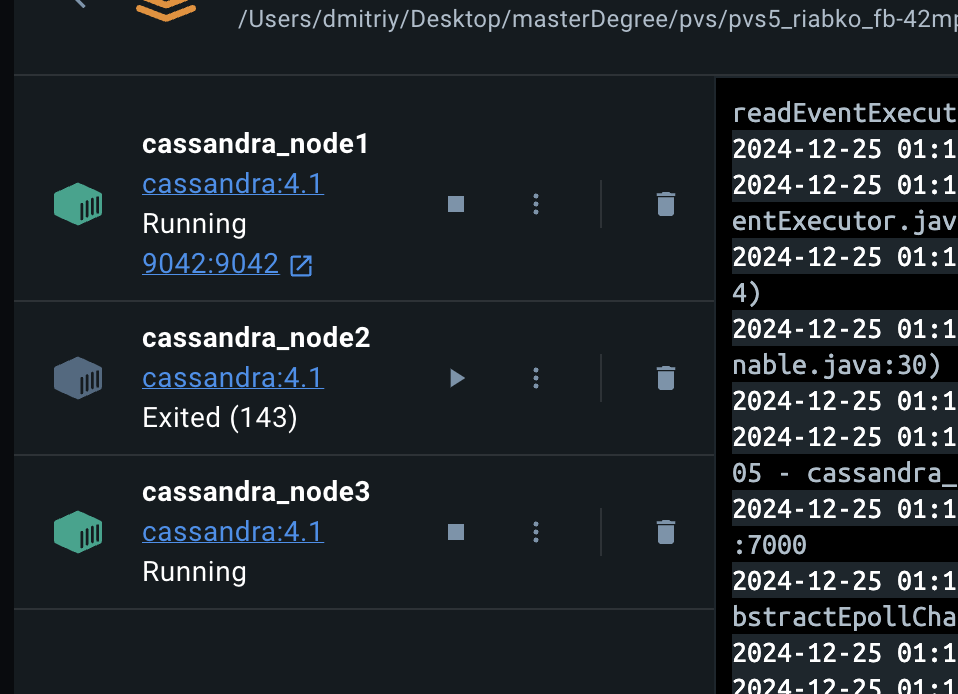 /Users/dmitriy/Desktop/masterDegree/pvs/pvs5_riabko_fb-42mp
cassandra_node1
cassandra:4.1
Running
9042:9042
cassandra_node2
cassandra:4.1
Exited (143)
cassandra_node3
cassandra:4.1
Running
readEventExecut
2024-12-25 01:1
2024-12-25 01:1
entExecutor.jav
2024-12-25 01:1
4)
2024-12-25 01:1
nable.java:30)
2024-12-25 01:1
2024-12-25 01:1
05 - cassandra_
2024-12-25 01:1
:7000
2024-12-25 01:1
bstractEpollCha
2024-12-25 01:1
2024-12-25 01:1